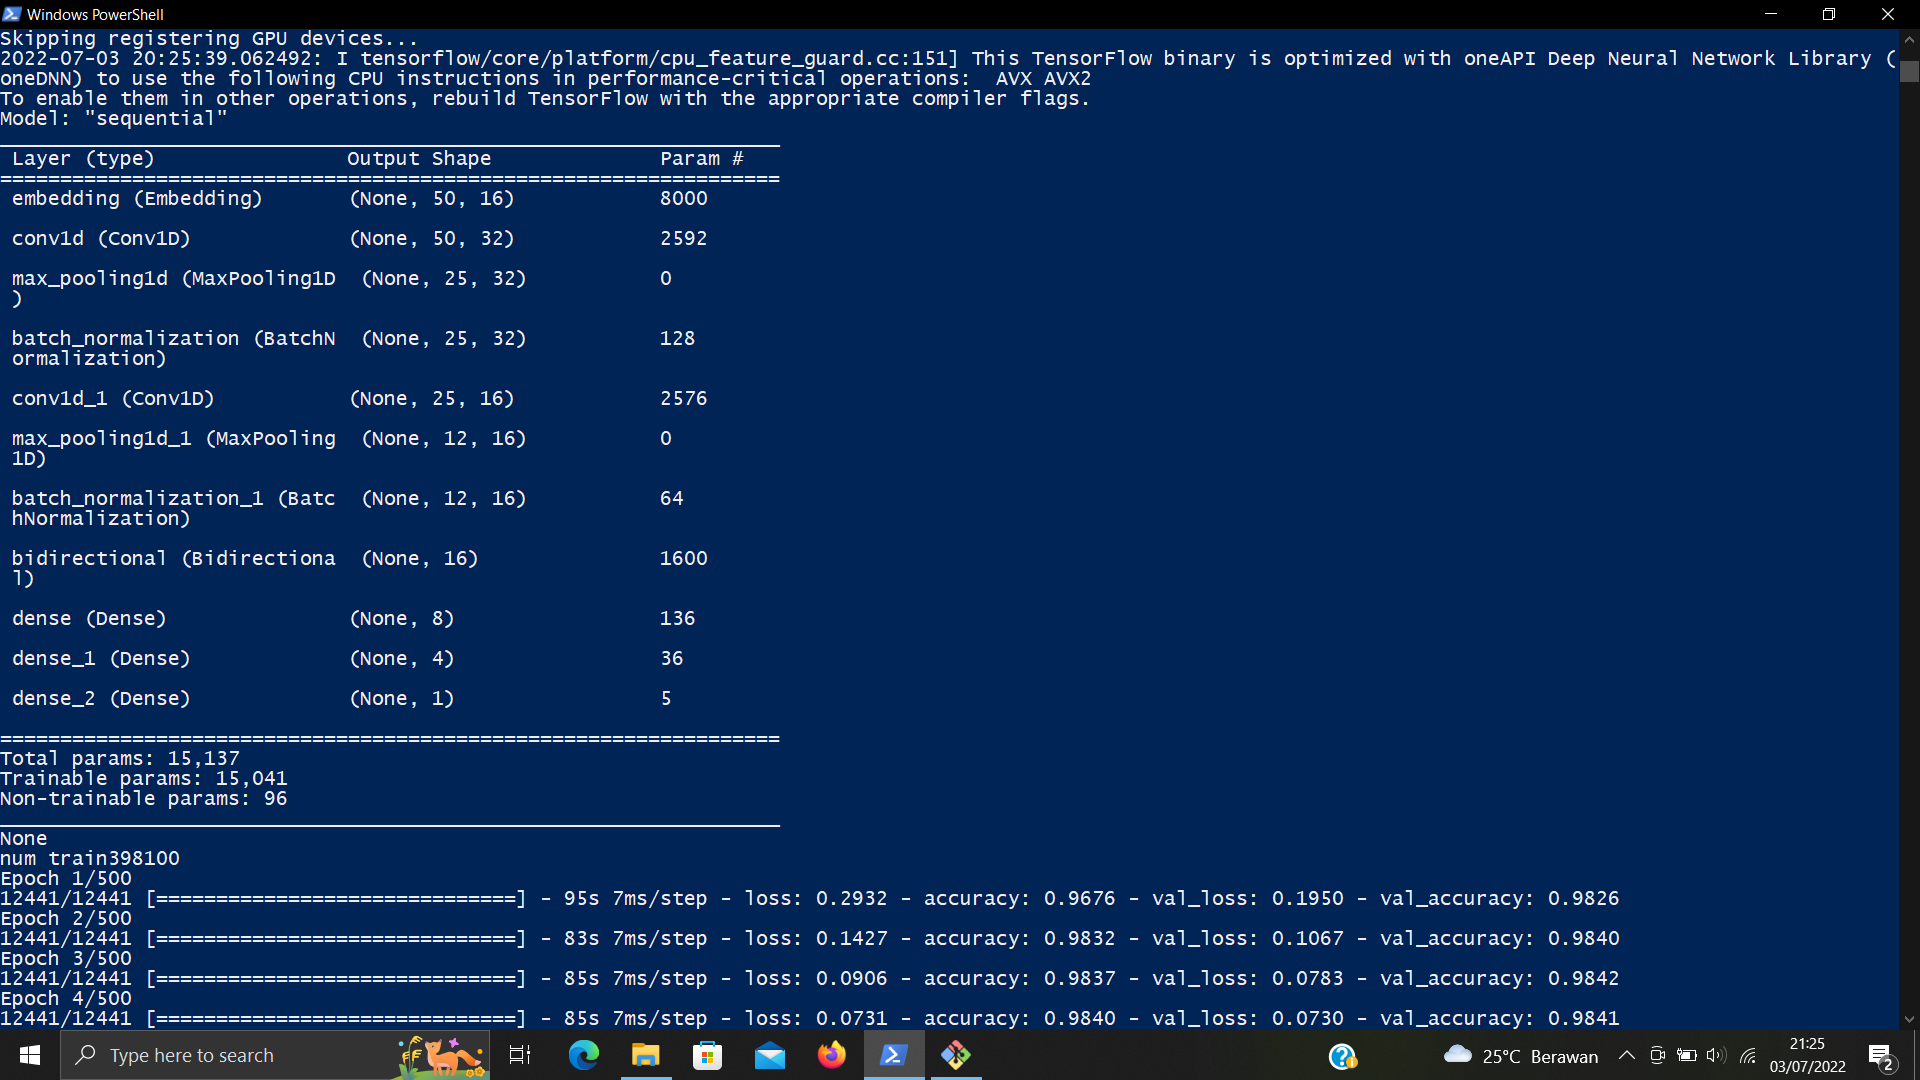 Windows PowerShell
Skipping registering GPU devices...
2022-07-03 20:25:39.062492: I tensorflow/core/platform/cpu_feature_guard.cc:151] This TensorFlow binary is optimized with oneAPI Deep Neural Network Library (
oneDNN) to use the following CPU instructions in performance-critical operations:  AVX AVX2
To enable them in other operations, rebuild TensorFlow with the appropriate compiler flags.
Model: "sequential"
_________________________________________________________________
 Layer (type)                Output Shape              Param #
=================================================================
 embedding (Embedding)       (None, 50, 16)            8000
 conv1d (Conv1D)             (None, 50, 32)            2592
 max_pooling1d (MaxPooling1D  (None, 25, 32)           0
 )
 batch_normalization (BatchN  (None, 25, 32)           128
 ormalization)
 conv1d_1 (Conv1D)           (None, 25, 16)            2576
 max_pooling1d_1 (MaxPooling  (None, 12, 16)           0
 1D)
 batch_normalization_1 (Batc  (None, 12, 16)           64
 hNormalization)
 bidirectional (Bidirectiona  (None, 16)               1600
 l)
 dense (Dense)               (None, 8)                 136
 dense_1 (Dense)             (None, 4)                 36
 dense_2 (Dense)             (None, 1)                 5
=================================================================
Total params: 15,137
Trainable params: 15,041
Non-trainable params: 96
_________________________________________________________________
None
num train398100
Epoch 1/500
12441/12441 [==============================] - 95s 7ms/step - loss: 0.2932 - accuracy: 0.9676 - val_loss: 0.1950 - val_accuracy: 0.9826
Epoch 2/500
12441/12441 [==============================] - 83s 7ms/step - loss: 0.1427 - accuracy: 0.9832 - val_loss: 0.1067 - val_accuracy: 0.9840
Epoch 3/500
12441/12441 [==============================] - 85s 7ms/step - loss: 0.0906 - accuracy: 0.9837 - val_loss: 0.0783 - val_accuracy: 0.9842
Epoch 4/500
12441/12441 [==============================] - 85s 7ms/step - loss: 0.0731 - accuracy: 0.9840 - val_loss: 0.0730 - val_accuracy: 0.9841
Type here to search
25°C Berawan
21:25
03/07/2022
2